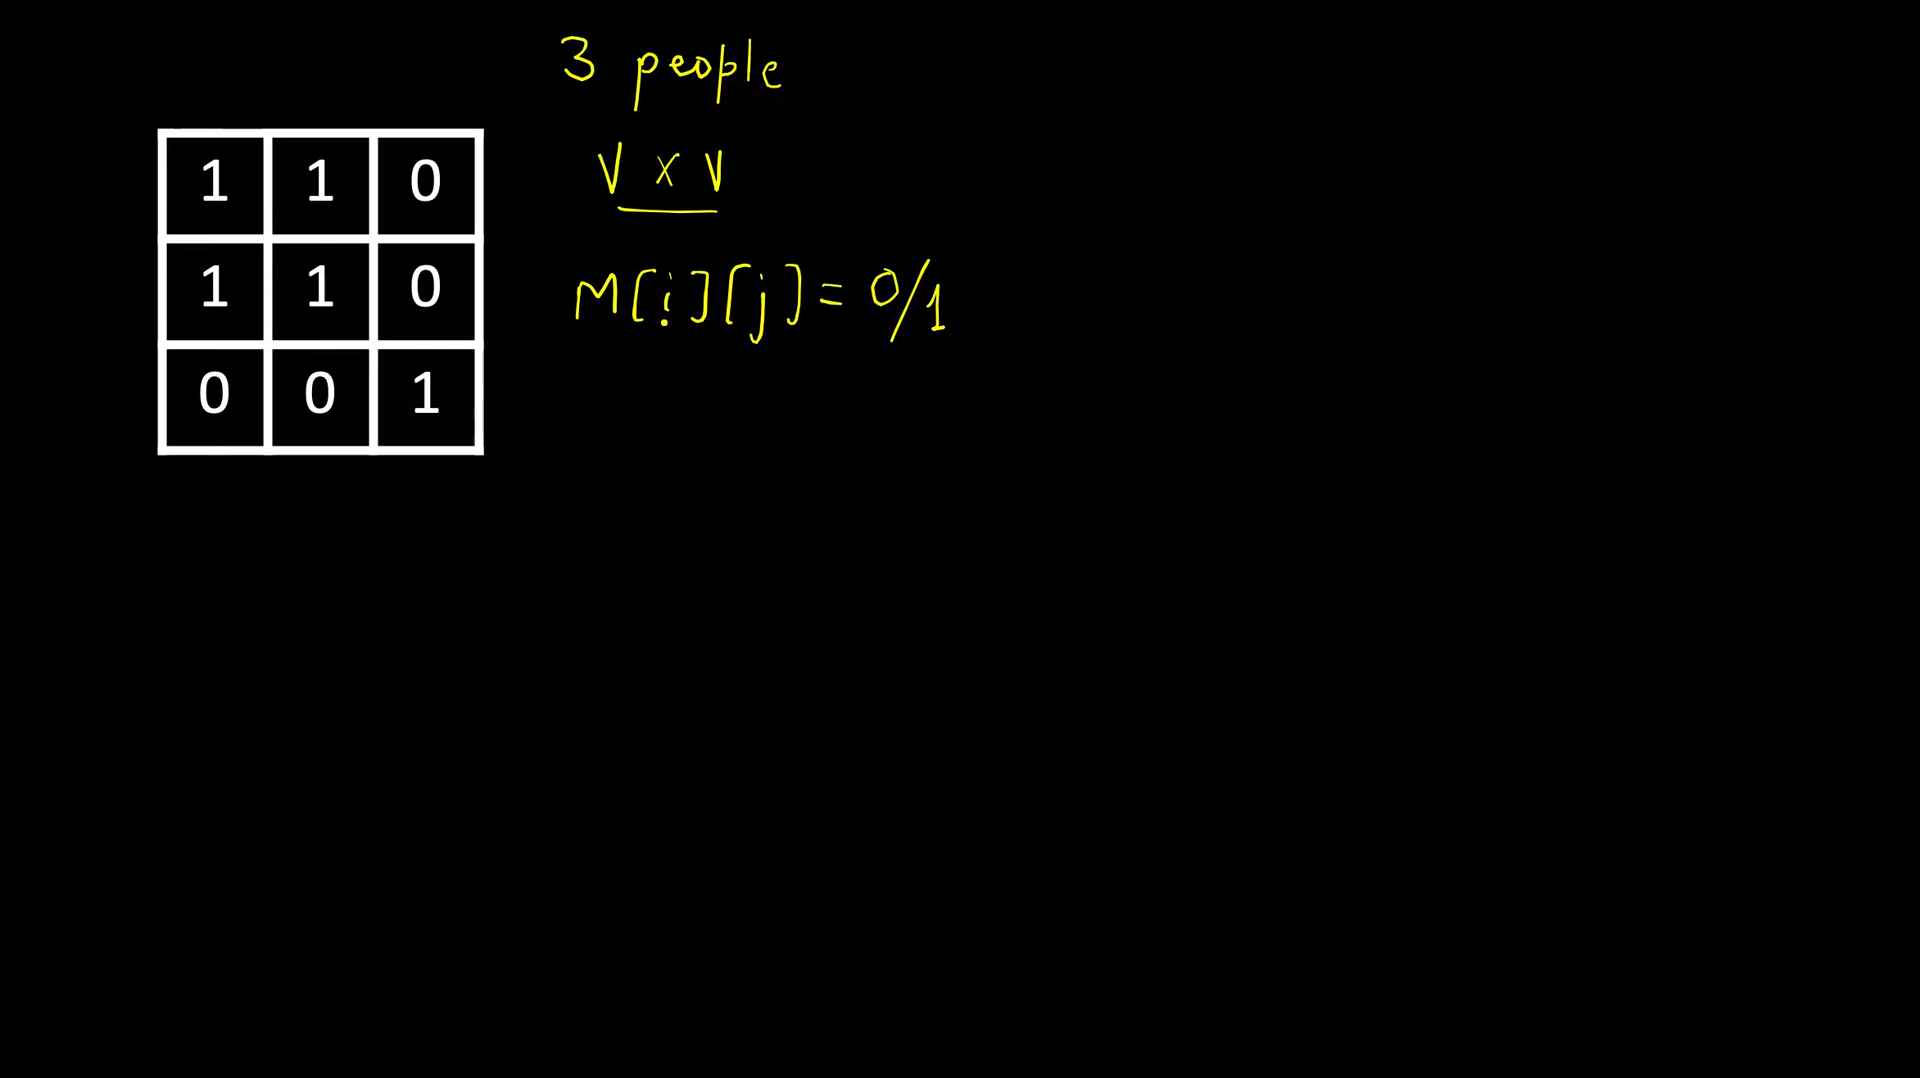 3 people
1 1 0
V x V
1 1 0
M[i][j] = 0/1
0 0 1